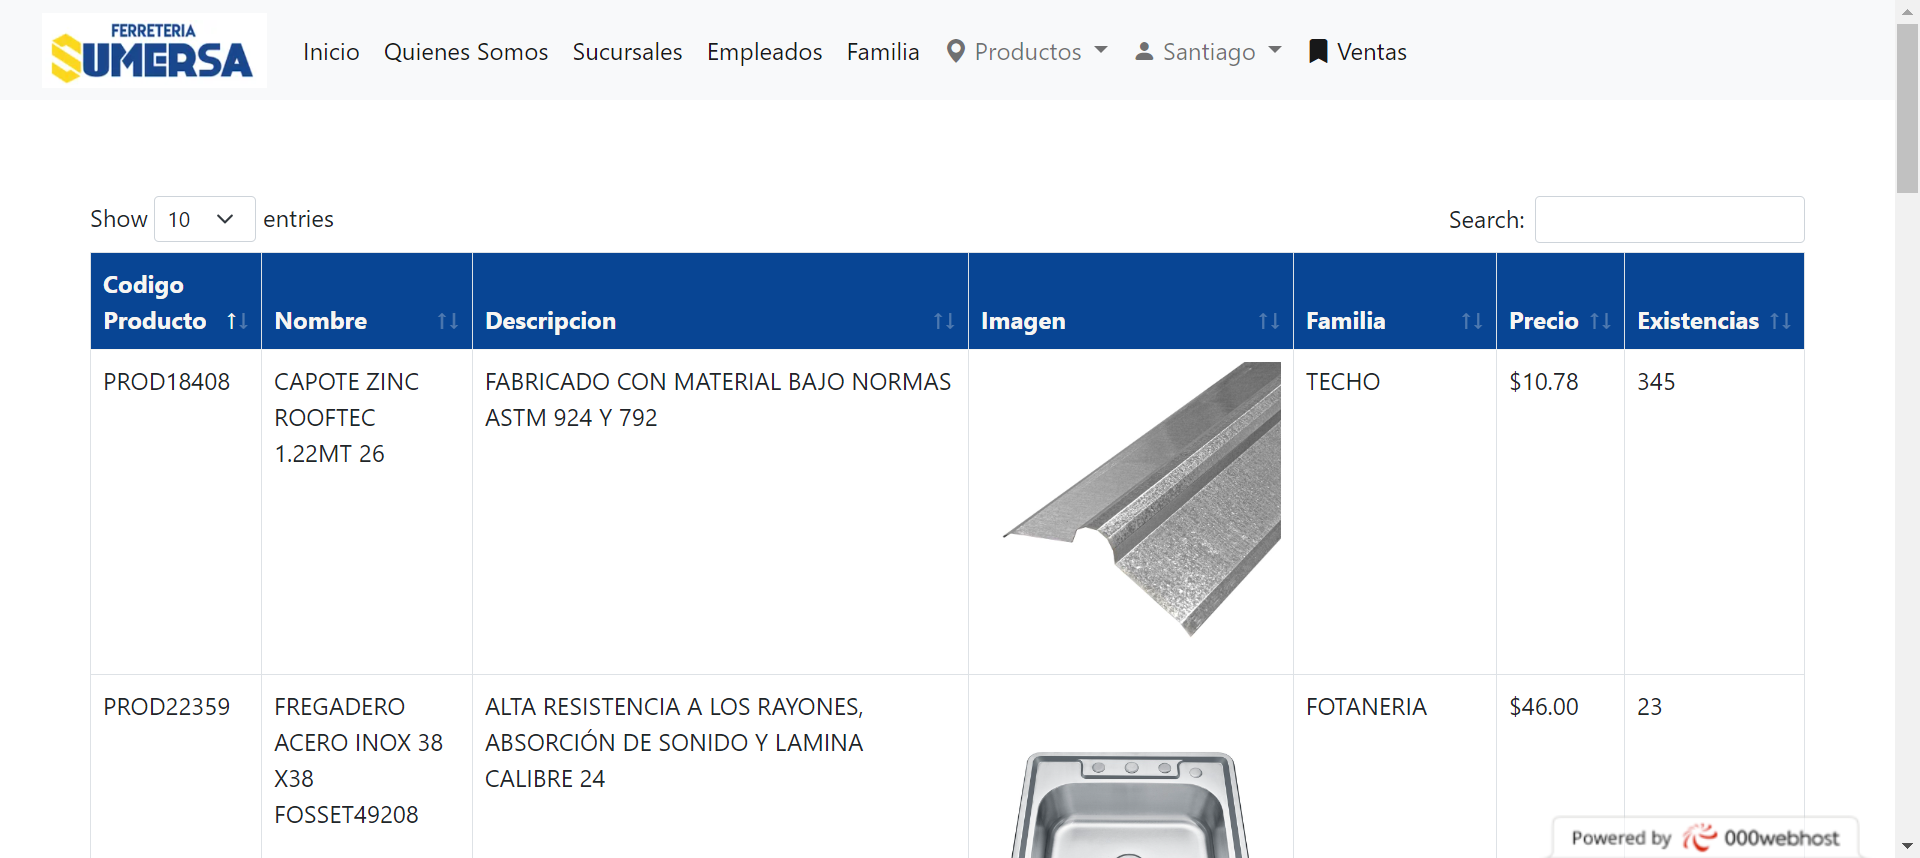 FERRETERIA
SUMERSA
Inicio Quienes Somos Sucursales Empleados Familia Productos Santiago Ventas
Show 10 entries
Search:
Codigo Producto Nombre Descripcion Imagen Familia Precio Existencias
PROD18408
CAPOTE ZINC
ROOFTEC
1.22MT 26
FABRICADO CON MATERIAL BAJO NORMAS
ASTM 924 Y 792
TECHO
$10.78
345
PROD22359
FREGADERO
ACERO INOX 38
X38
FOSSET49208
ALTA RESISTENCIA A LOS RAYONES,
ABSORCIÓN DE SONIDO Y LAMINA
CALIBRE 24
FOTANERIA
$46.00
23
Powered by 000webhost